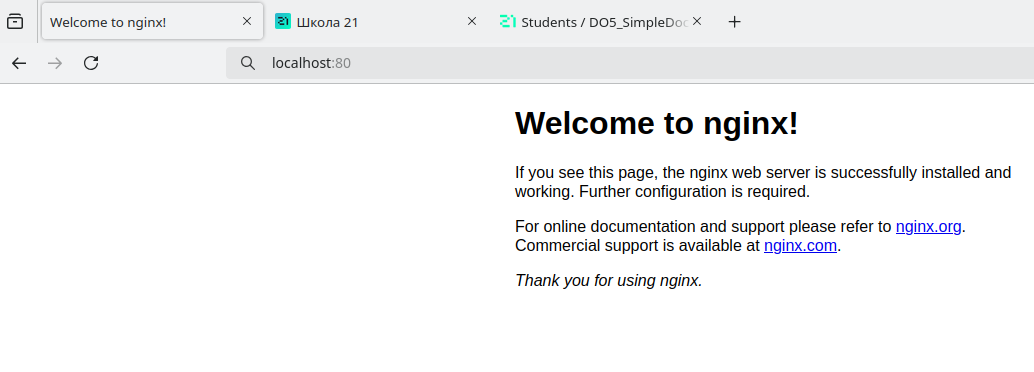 Welcome to nginx!
21 Школа 21
21 Students / DO5_SimpleDoc
localhost:80
Welcome to nginx!
If you see this page, the nginx web server is successfully installed and
working. Further configuration is required.
For online documentation and support please refer to nginx.org.
Commercial support is available at nginx.com.
Thank you for using nginx.